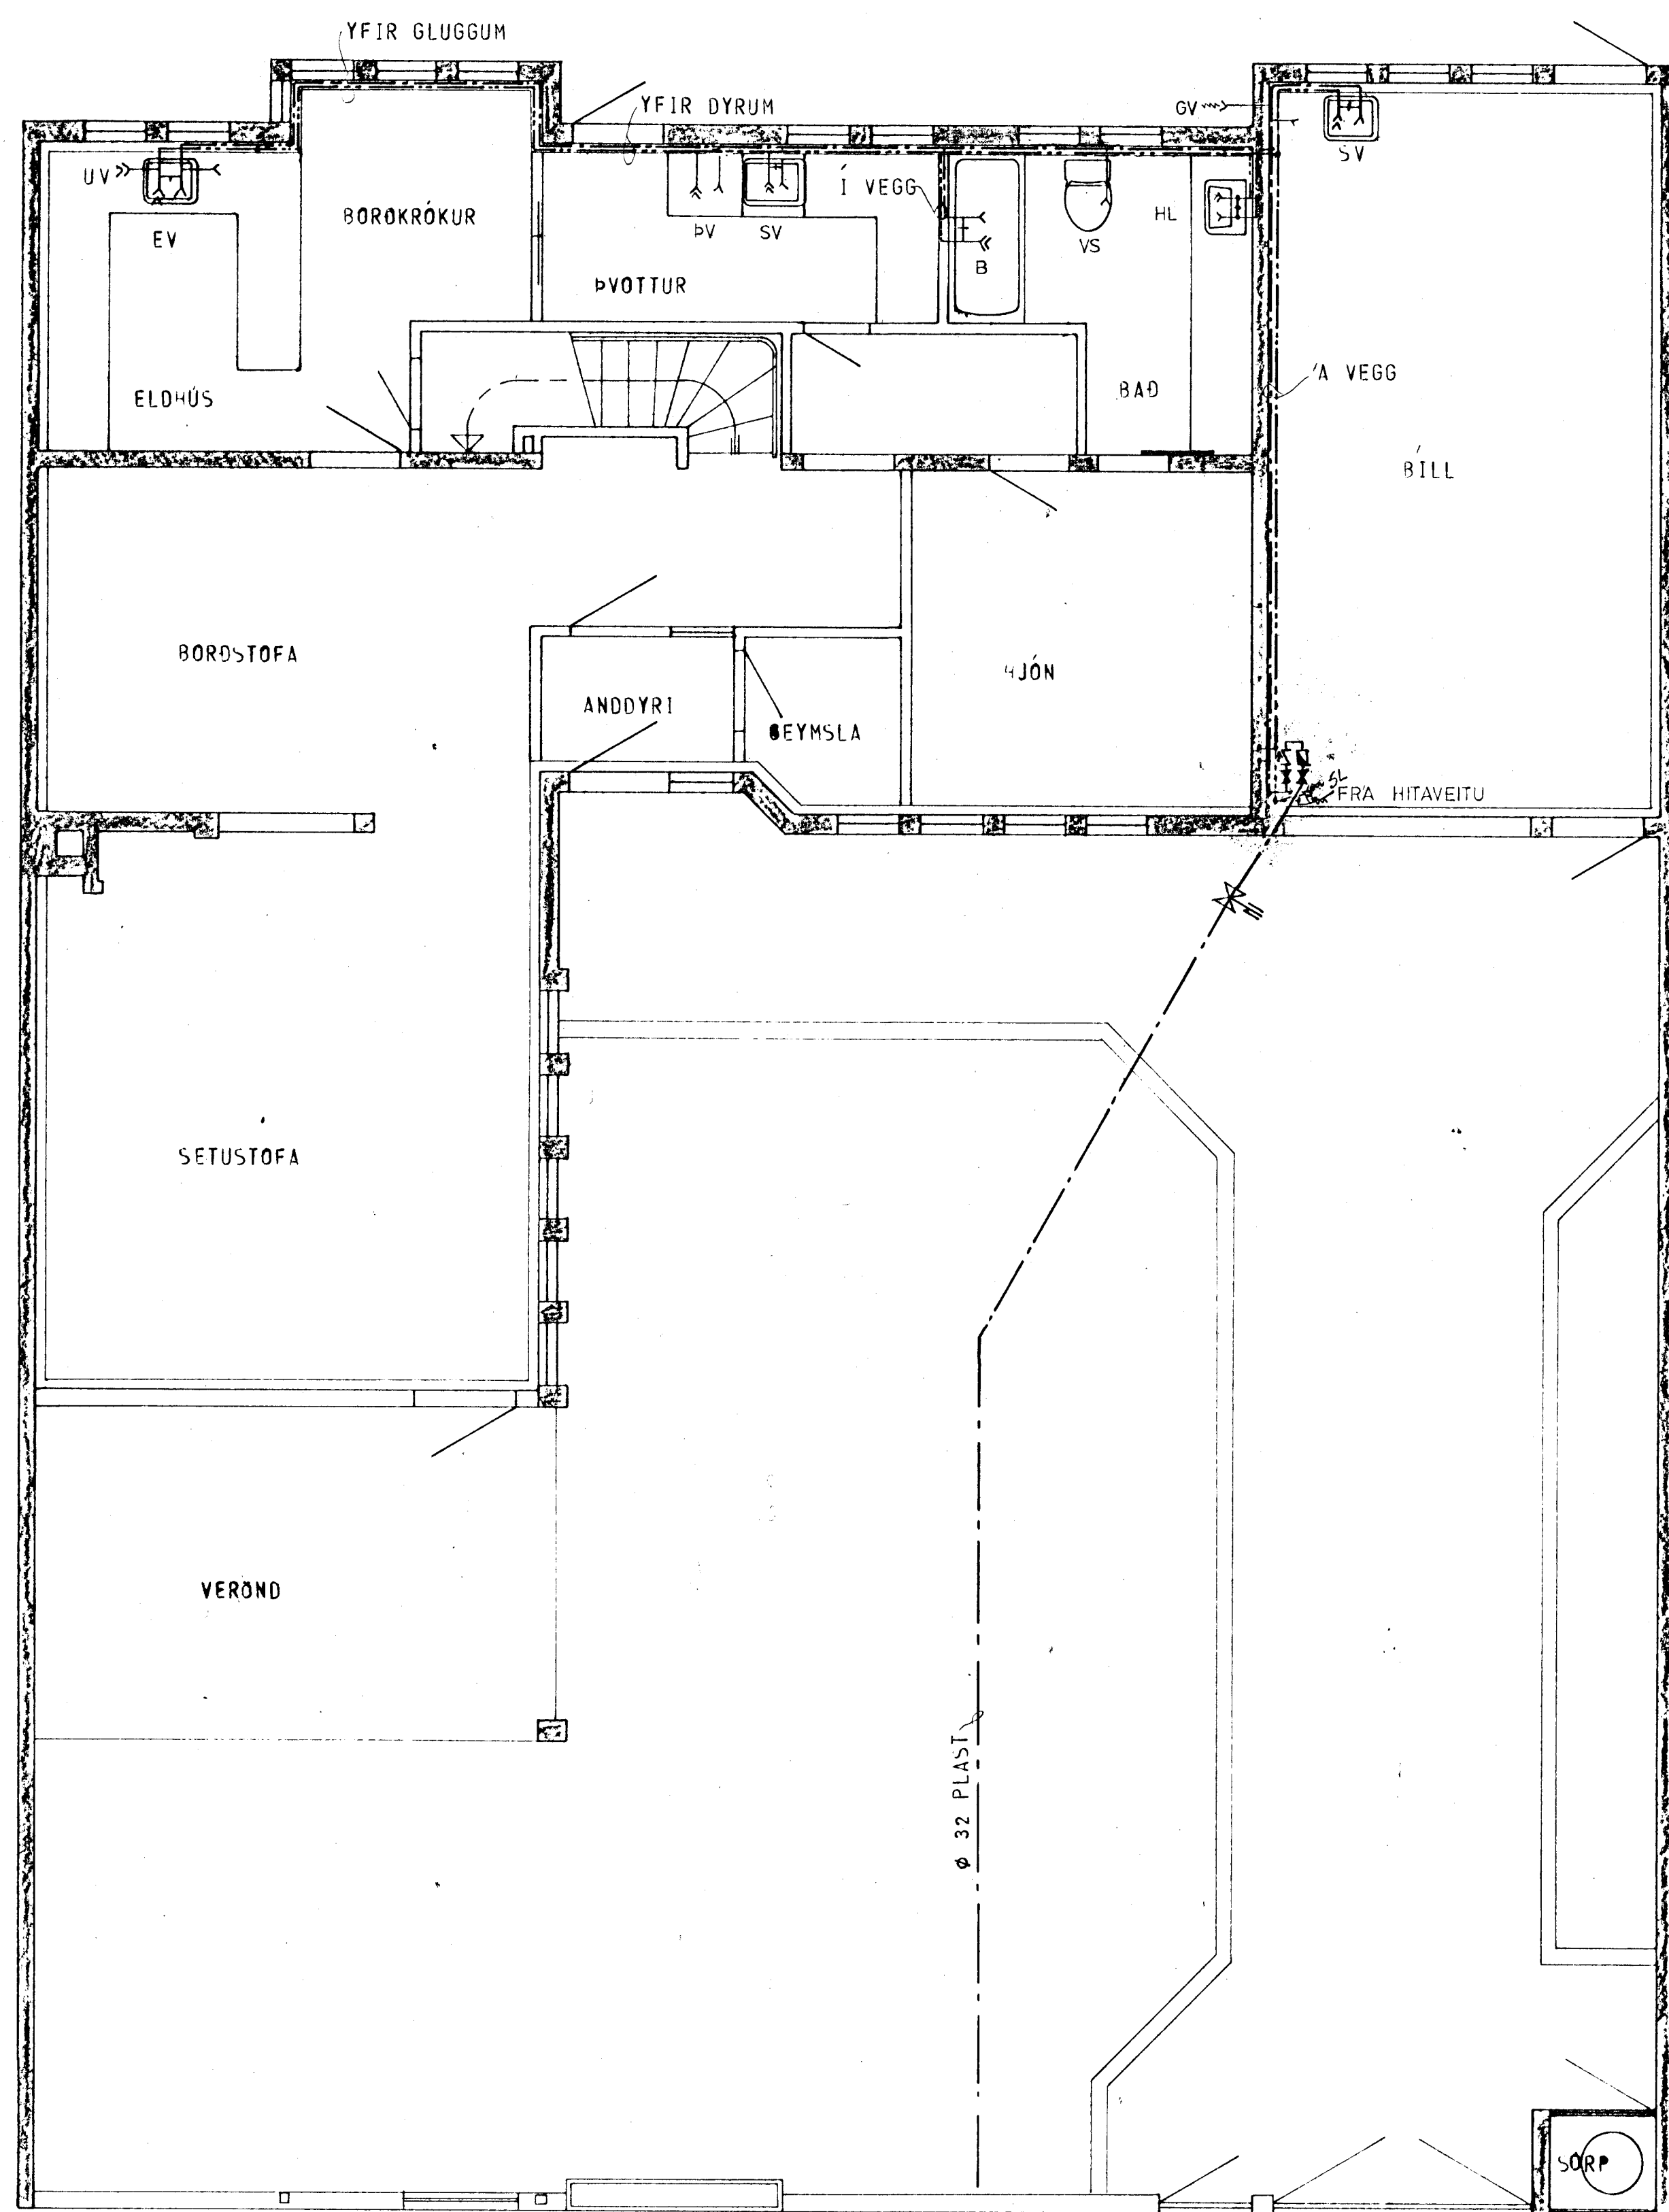 YFIR GLUGGUM
YFIR DYRUM
GV
SV
UV
EV
BORÐKRÓKUR
ÞV
SV
Í VEGG
B
VS
HL
ÞVOTTUR
ELDHÚS
BAÐ
Á VEGG
BÍLL
BORÐSTOFA
HJÓN
ANDDYRI
GEYMSLA
SL
FRÁ HITAVEITU
SETUSTOFA
VERÖND
Ø 32 PLAST
SORP